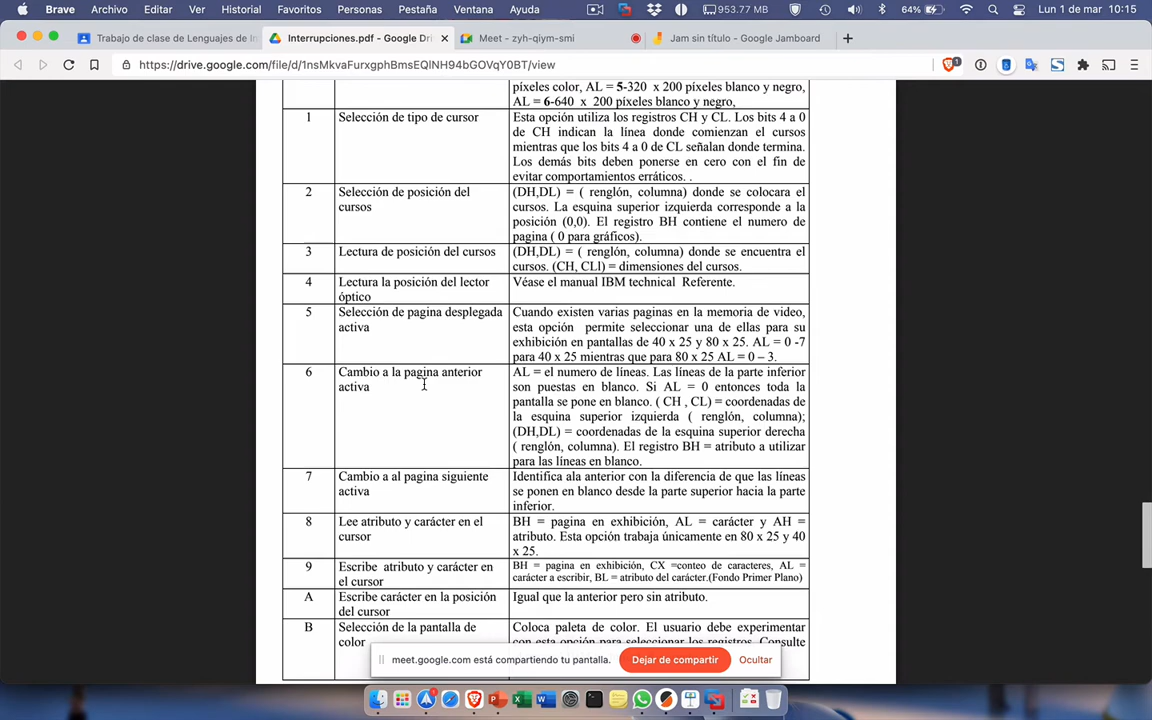 Brave Archivo Editar Ver Historial Favoritos Personas Pestaña Ventana Ayuda 953.77 MB 64% Lun 1 de mar 10:15
Trabajo de clase de Lenguajes de In
Interrupciones.pdf - Google Dri
Meet - zyh-qiym-smi
Jam sin título - Google Jamboard
https://drive.google.com/file/d/1nsMkvaFurxgphBmsEQlNH94bGOVqY0BT/view
píxeles color, AL = 5-320 x 200 píxeles blanco y negro,
AL = 6-640 x 200 píxeles blanco y negro,
1
Selección de tipo de cursor
Esta opción utiliza los registros CH y CL. Los bits 4 a 0
de CH indican la línea donde comienzan el cursos
mientras que los bits 4 a 0 de CL señalan donde termina.
Los demás bits deben ponerse en cero con el fin de
evitar comportamientos erráticos. .
2
Selección de posición del
cursos
(DH,DL) = ( renglón, columna) donde se colocara el
cursos. La esquina superior izquierda corresponde a la
posición (0,0). El registro BH contiene el numero de
pagina ( 0 para gráficos).
3
Lectura de posición del cursos
(DH,DL) = ( renglón, columna) donde se encuentra el
cursos. (CH, CLl) = dimensiones del cursos.
4
Lectura la posición del lector
óptico
Véase el manual IBM technical Referente.
5
Selección de pagina desplegada
activa
Cuando existen varias paginas en la memoria de video,
esta opción permite seleccionar una de ellas para su
exhibición en pantallas de 40 x 25 y 80 x 25. AL = 0 -7
para 40 x 25 mientras que para 80 x 25 AL = 0 – 3.
6
Cambio a la pagina anterior
activa
AL = el numero de líneas. Las líneas de la parte inferior
son puestas en blanco. Si AL = 0 entonces toda la
pantalla se pone en blanco. ( CH , CL) = coordenadas de
la esquina superior izquierda ( renglón, columna);
(DH,DL) = coordenadas de la esquina superior derecha
( renglón, columna). El registro BH = atributo a utilizar
para las líneas en blanco.
7
Cambio a al pagina siguiente
activa
Identifica ala anterior con la diferencia de que las líneas
se ponen en blanco desde la parte superior hacia la parte
inferior.
8
Lee atributo y carácter en el
cursor
BH = pagina en exhibición, AL = carácter y AH =
atributo. Esta opción trabaja únicamente en 80 x 25 y 40
x 25.
9
Escribe atributo y carácter en
el cursor
BH = pagina en exhibición, CX =conteo de caracteres, AL =
carácter a escribir, BL = atributo del carácter.(Fondo Primer Plano)
A
Escribe carácter en la posición
del cursor
Igual que la anterior pero sin atributo.
B
Selección de la pantalla de
color
Coloca paleta de color. El usuario debe experimentar
con esta opción para seleccionar los registros. Consulte
meet.google.com está compartiendo tu pantalla.
Dejar de compartir
Ocultar